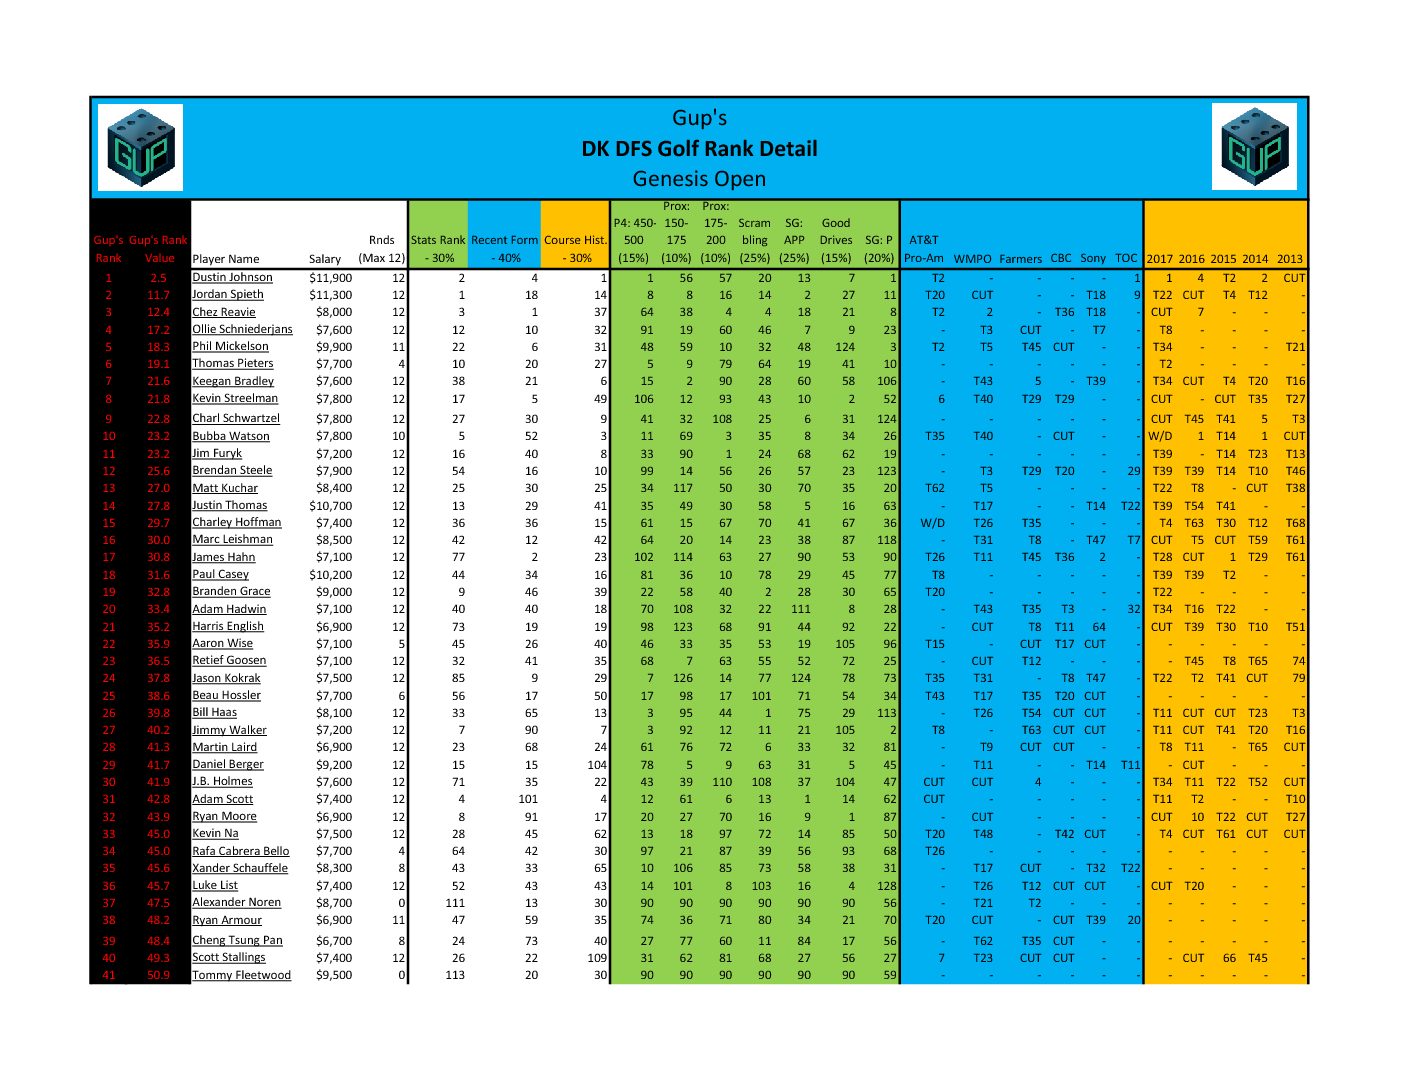 Gup's
DK DFS Golf Rank Detail
Genesis Open
GUP
GUP
Gup's Rank Gup's Rank Value Player Name Salary Rnds (Max 12) Stats Rank - 30% Recent Form - 40% Course Hist. - 30% P4: 450-500 (15%) Prox: 150-175 (10%) Prox: 175-200 (10%) Scrambling (25%) SG: APP (25%) Good Drives (15%) SG: P (20%) AT&T Pro-Am WMPO Farmers CBC Sony TOC 2017 2016 2015 2014 2013
1 2.5 Dustin Johnson $11,900 12 2 4 1 1 56 57 20 13 7 1 T2 - - - - 1 1 4 T2 2 CUT
2 11.7 Jordan Spieth $11,300 12 1 18 14 8 8 16 14 2 27 11 T20 CUT - - T18 9 T22 CUT T4 T12 -
3 12.4 Chez Reavie $8,000 12 3 1 37 64 38 4 4 18 21 8 T2 2 - T36 T18 - CUT 7 - - -
4 17.2 Ollie Schniederjans $7,600 12 12 10 32 91 19 60 46 7 9 23 - T3 CUT - T7 - T8 - - - -
5 18.3 Phil Mickelson $9,900 11 22 6 31 48 59 10 32 48 124 3 T2 T5 T45 CUT - - T34 - - - T21
6 19.1 Thomas Pieters $7,700 4 10 20 27 5 9 79 64 19 41 10 - - - - - - T2 - - - -
7 21.6 Keegan Bradley $7,600 12 38 21 6 15 2 90 28 60 58 106 - T43 5 - T39 - T34 CUT T4 T20 T16
8 21.8 Kevin Streelman $7,800 12 17 5 49 106 12 93 43 10 2 52 6 T40 T29 T29 - - CUT - CUT T35 T27
9 22.8 Charl Schwartzel $7,800 12 27 30 9 41 32 108 25 6 31 124 - - - - - - CUT T45 T41 5 T3
10 23.2 Bubba Watson $7,800 10 5 52 3 11 69 3 35 8 34 26 T35 T40 - CUT - - W/D 1 T14 1 CUT
11 23.2 Jim Furyk $7,200 12 16 40 8 33 90 1 24 68 62 19 - - - - - - T39 - T14 T23 T13
12 25.6 Brendan Steele $7,900 12 54 16 10 99 14 56 26 57 23 123 - T3 T29 T20 - 29 T39 T39 T14 T10 T46
13 27.0 Matt Kuchar $8,400 12 25 30 25 34 117 50 30 70 35 20 T62 T5 - - - - T22 T8 - CUT T38
14 27.8 Justin Thomas $10,700 12 13 29 41 35 49 30 58 5 16 63 - T17 - - T14 T22 T39 T54 T41 - -
15 29.7 Charley Hoffman $7,400 12 36 36 15 61 15 67 70 41 67 36 W/D T26 T35 - - - T4 T63 T30 T12 T68
16 30.0 Marc Leishman $8,500 12 42 12 42 64 20 14 23 38 87 118 - T31 T8 - T47 T7 CUT T5 CUT T59 T61
17 30.8 James Hahn $7,100 12 77 2 23 102 114 63 27 90 53 90 T26 T11 T45 T36 2 - T28 CUT 1 T29 T61
18 31.6 Paul Casey $10,200 12 44 34 16 81 36 10 78 29 45 77 T8 - - - - - T39 T39 T2 - -
19 32.8 Branden Grace $9,000 12 9 46 39 22 58 40 2 28 30 65 T20 - - - - - T22 - - - -
20 33.4 Adam Hadwin $7,100 12 40 40 18 70 108 32 22 111 8 28 - T43 T35 T3 - 32 T34 T16 T22 - -
21 35.2 Harris English $6,900 12 73 19 19 98 123 68 91 44 92 22 - CUT T8 T11 64 - CUT T39 T30 T10 T51
22 35.9 Aaron Wise $7,100 5 45 26 40 46 33 35 53 19 105 96 T15 - CUT T17 CUT - - - - - -
23 36.5 Retief Goosen $7,100 12 32 41 35 68 7 63 55 52 72 25 - CUT T12 - - - - T45 T8 T65 74
24 37.8 Jason Kokrak $7,500 12 85 9 29 7 126 14 77 124 78 73 T35 T31 - T8 T47 - T22 T2 T41 CUT 79
25 38.6 Beau Hossler $7,700 6 56 17 50 17 98 17 101 71 54 34 T43 T17 T35 T20 CUT - - - - - -
26 39.8 Bill Haas $8,100 12 33 65 13 3 95 44 1 75 29 113 - T26 T54 CUT CUT - T11 CUT CUT T23 T3
27 40.2 Jimmy Walker $7,200 12 7 90 7 3 92 12 11 21 105 2 T8 - T63 CUT CUT - T11 CUT T41 T20 T16
28 41.3 Martin Laird $6,900 12 23 68 24 61 76 72 6 33 32 81 - T9 CUT CUT - - T8 T11 - T65 CUT
29 41.7 Daniel Berger $9,200 12 15 15 104 78 5 9 63 31 5 45 - T11 - - T14 T11 - CUT - - -
30 41.9 J.B. Holmes $7,600 12 71 35 22 43 39 110 108 37 104 47 CUT CUT 4 - - - T34 T11 T22 T52 CUT
31 42.8 Adam Scott $7,400 12 4 101 4 12 61 6 13 1 14 62 CUT - - - - - T11 T2 - - T10
32 43.9 Ryan Moore $6,900 12 8 91 17 20 27 70 16 9 1 87 - CUT - - - - CUT 10 T22 CUT T27
33 45.0 Kevin Na $7,500 12 28 45 62 13 18 97 72 14 85 50 T20 T48 - T42 CUT - T4 CUT T61 CUT CUT
34 45.0 Rafa Cabrera Bello $7,700 4 64 42 30 97 21 87 39 56 93 68 T26 - - - - - - - - - -
35 45.6 Xander Schauffele $8,300 8 43 33 65 10 106 85 73 58 38 31 - T17 CUT - T32 T22 - - - - -
36 45.7 Luke List $7,400 12 52 43 43 14 101 8 103 16 4 128 - T26 T12 CUT CUT - CUT T20 - - -
37 47.5 Alexander Noren $8,700 0 111 13 30 90 90 90 90 90 90 56 - T21 T2 - - - - - - - -
38 48.2 Ryan Armour $6,900 11 47 59 35 74 36 71 80 34 21 70 T20 CUT - CUT T39 20 - - - - -
39 48.4 Cheng Tsung Pan $6,700 8 24 73 40 27 77 60 11 84 17 56 - T62 T35 CUT - - - - - - -
40 49.3 Scott Stallings $7,400 12 26 22 109 31 62 81 68 27 56 27 7 T23 CUT CUT - - - CUT 66 T45 -
41 50.9 Tommy Fleetwood $9,500 0 113 20 30 90 90 90 90 90 90 59 - - - - - - - - - - -